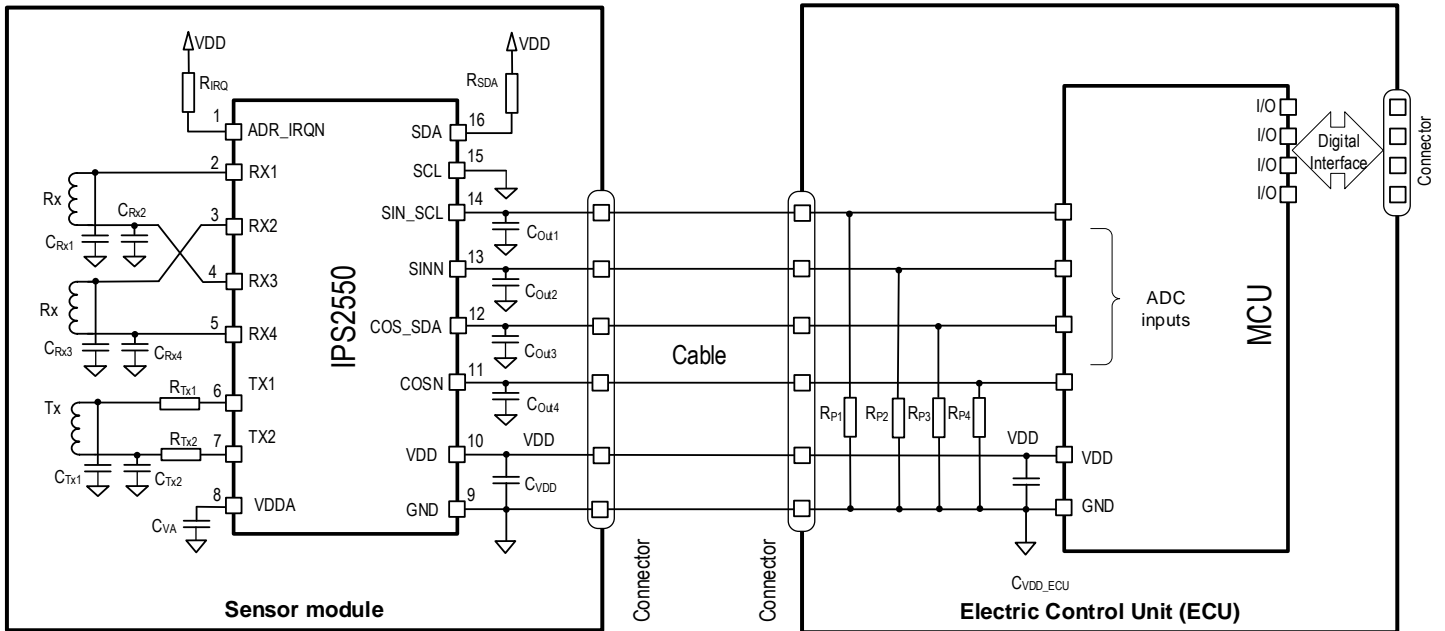 VDD
VDD
RIRQ
RSDA
1
ADR_IRQN
SDA
16
2
RX1
SCL
15
Rx
CRx2
CRx1
3
RX2
SIN_SCL
14
COut1
4
RX3
SINN
13
COut2
Rx
5
RX4
COS_SDA
12
COut3
CRx3
CRx4
IPS2550
TX1
6
RTx1
COSN
11
COut4
Tx
RTx2
7
TX2
VDD
10
VDD
CTx1
CTx2
CVDD
8
VDDA
GND
9
CVA
Sensor module
Connector
Cable
Connector
RP1
RP2
RP3
RP4
VDD
CVDD_ECU
ADC
inputs
MCU
VDD
GND
I/O
I/O
I/O
I/O
Digital
Interface
Connector
Electric Control Unit (ECU)